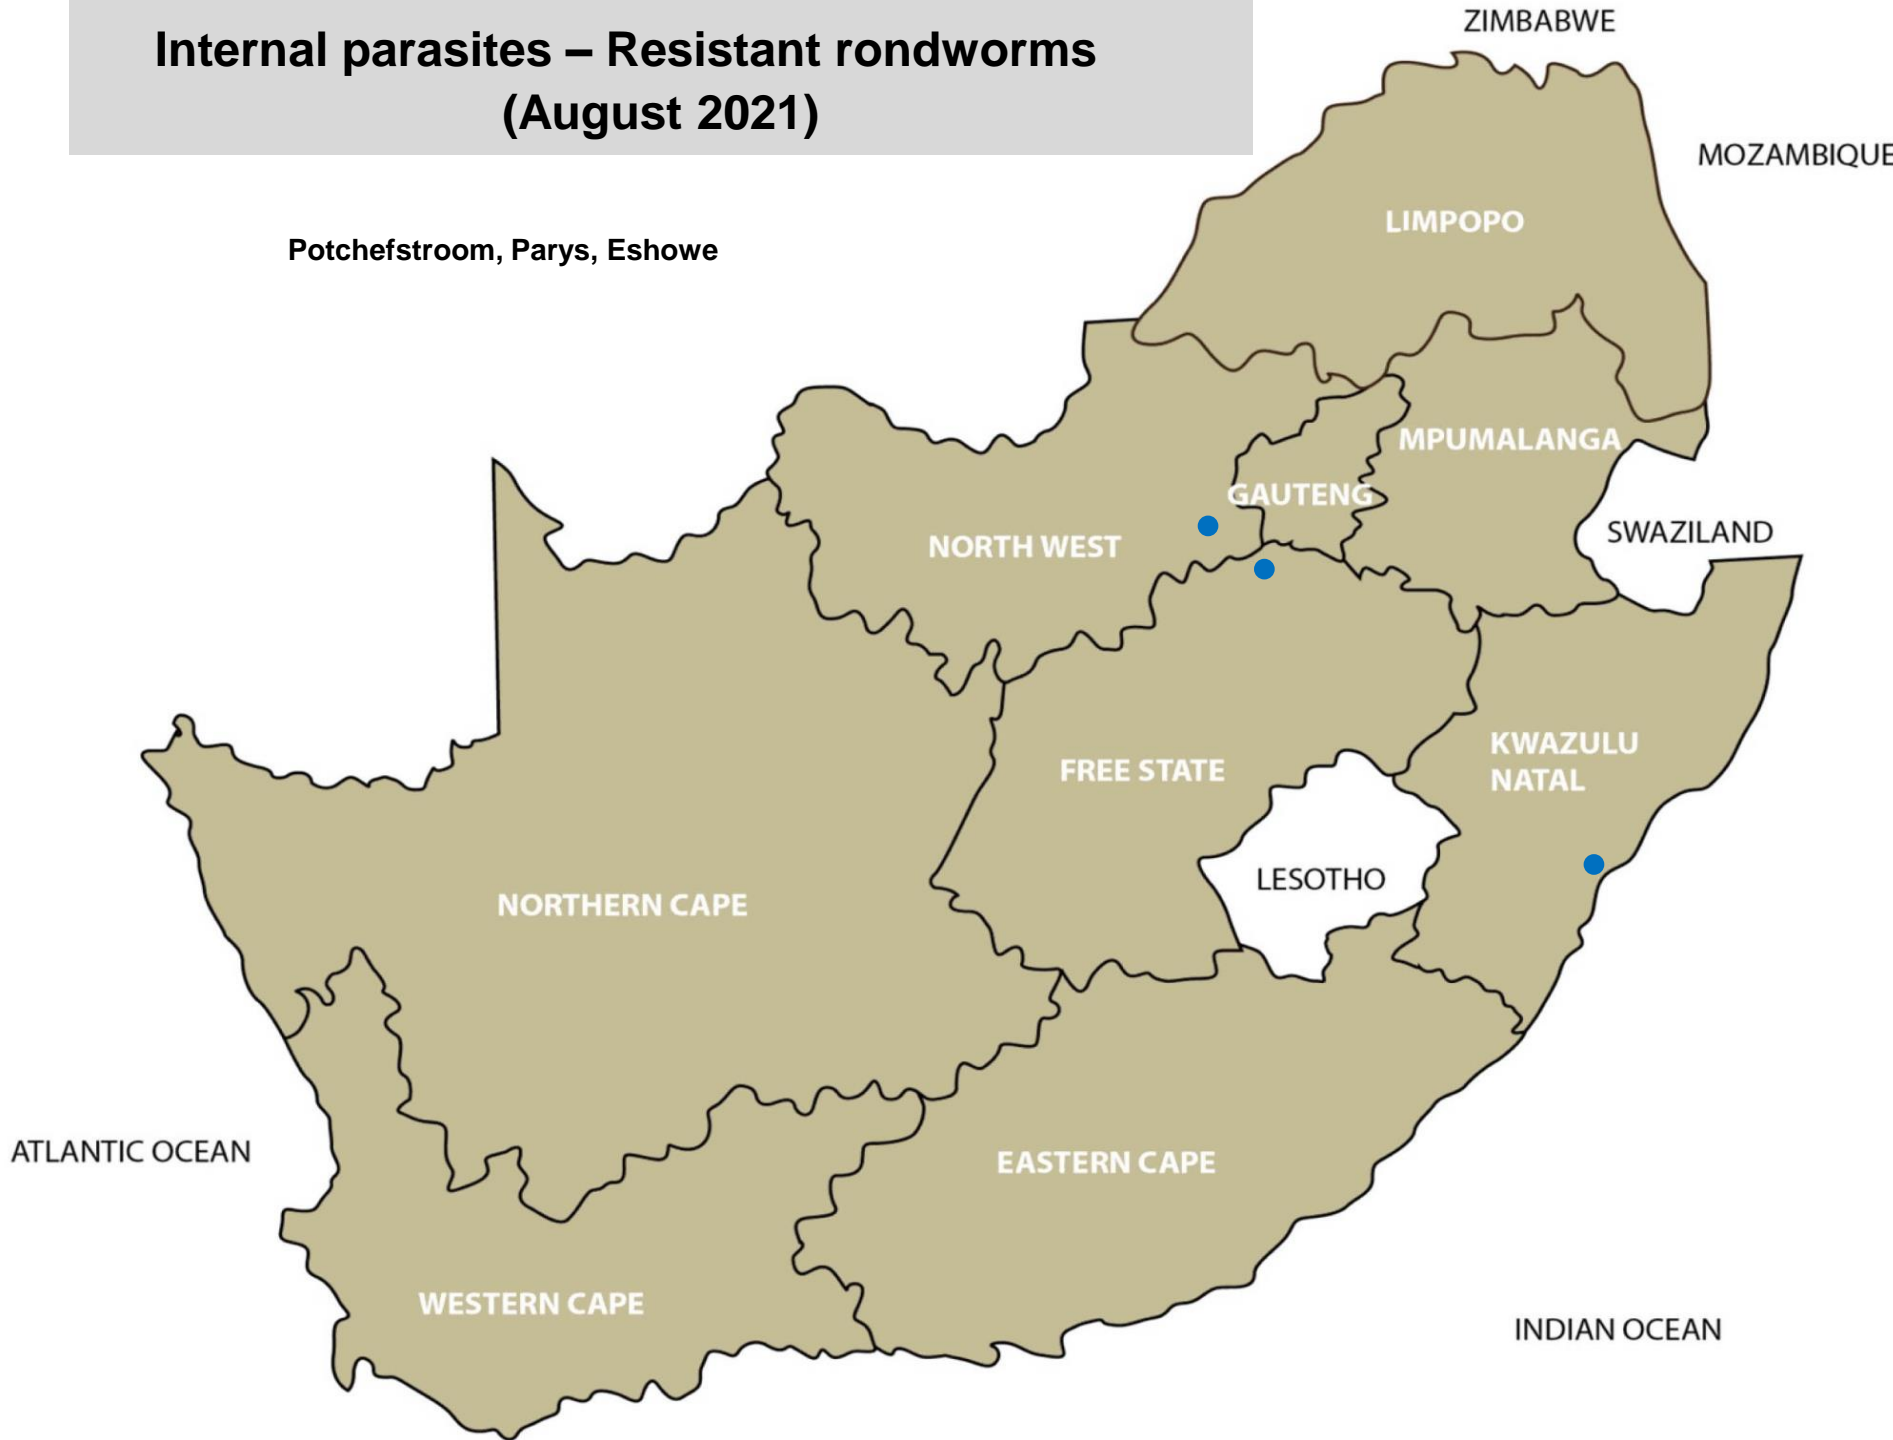 Internal parasites – Resistant rondworms
(August 2021)
ZIMBABWE
MOZAMBIQUE
LIMPOPO
Potchefstroom, Parys, Eshowe
MPUMALANGA
GAUTENG
NORTH WEST
SWAZILAND
KWAZULU
NATAL
FREE STATE
LESOTHO
NORTHERN CAPE
ATLANTIC OCEAN
EASTERN CAPE
WESTERN CAPE
INDIAN OCEAN